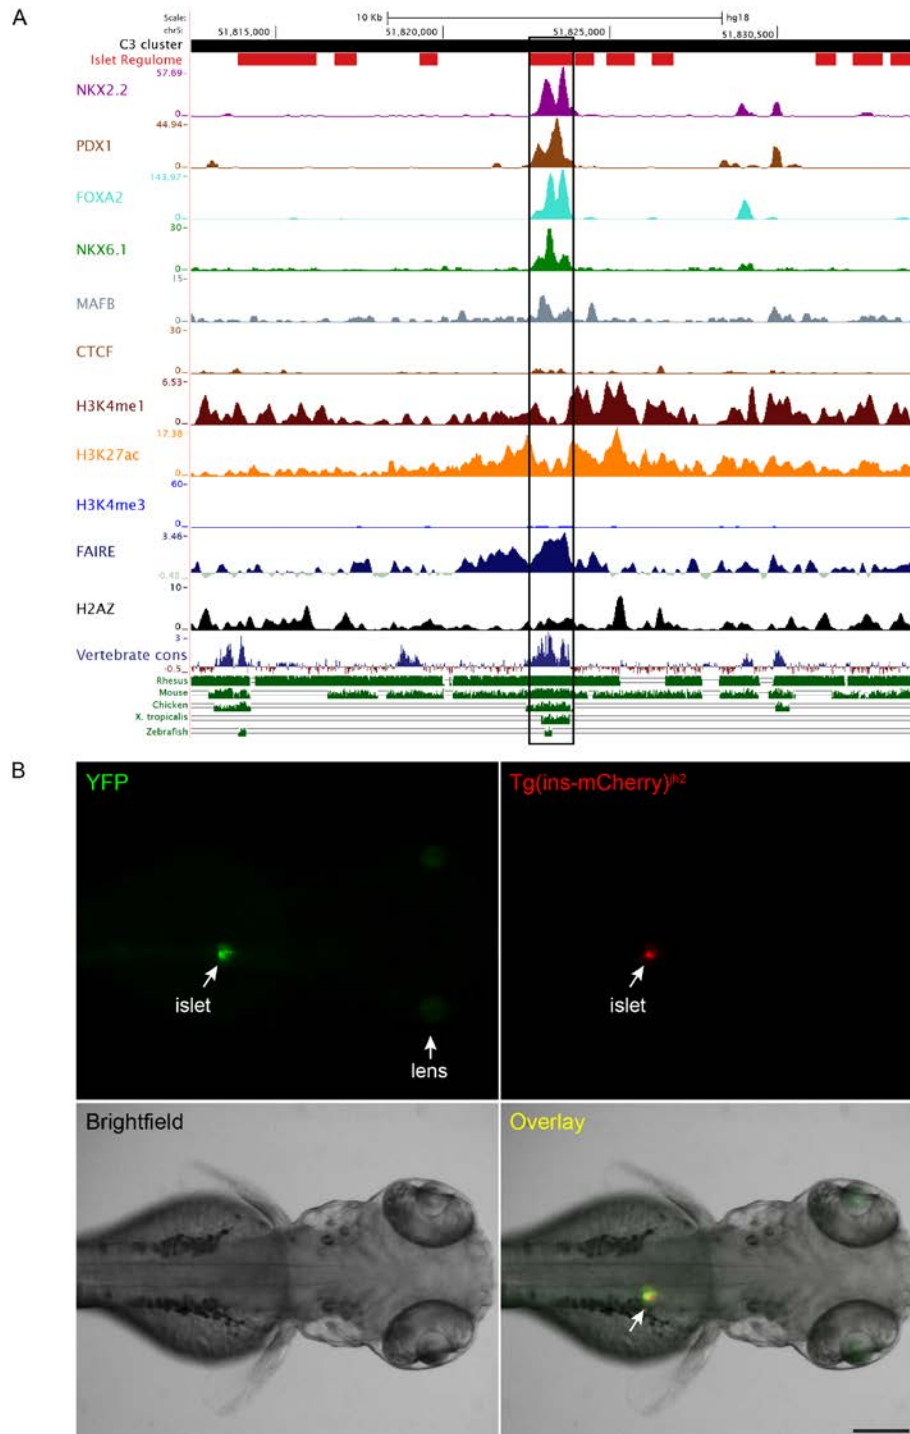 A
Scale: 10 Kb hg18
chr5: 51,815,000 51,820,000 51,825,000 51,830,500
C3 cluster
Islet Regulome
57.69
NKX2.2
0
44.94
PDX1
0
143.97
FOXA2
0
30
NKX6.1
0
15
MAFB
0
30
CTCF
0
6.53
H3K4me1
0
17.38
H3K27ac
0
60
H3K4me3
0
3.46
FAIRE
-0.48
10
H2AZ
0
3
Vertebrate cons
-0.5
Rhesus
Mouse
Chicken
X. tropicalis
Zebrafish
B
YFP
islet
lens
Tg(ins-mCherry)jh2
islet
Brightfield
Overlay